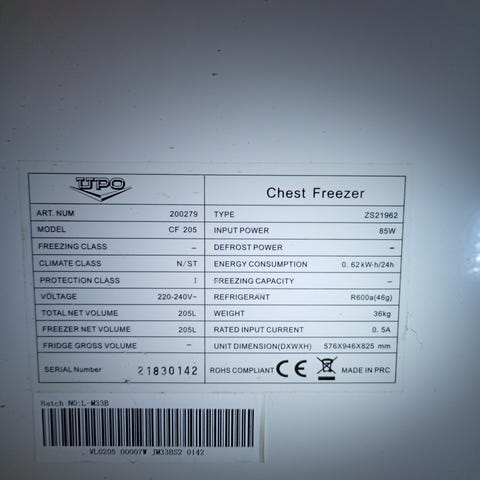 UPO Chest Freezer
ART. NUM 200279 TYPE ZS21962
MODEL CF 205 INPUT POWER 85W
FREEZING CLASS – DEFROST POWER –
CLIMATE CLASS N/ST ENERGY CONSUMPTION 0. 62kW·h/24h
PROTECTION CLASS I FREEZING CAPACITY –
VOLTAGE 220-240V~ REFRIGERANT R600a(46g)
TOTAL NET VOLUME 205L WEIGHT 36kg
FREEZER NET VOLUME 205L RATED INPUT CURRENT 0. 5A
FRIDGE GROSS VOLUME – UNIT DIMENSION(DXWXH) 576X946X825 mm
SERIAL Number 21830142 ROHS COMPLIANT CE MADE IN PRC
Batch NO:L-M33B
VL0205 00007W JM33BS2 0142